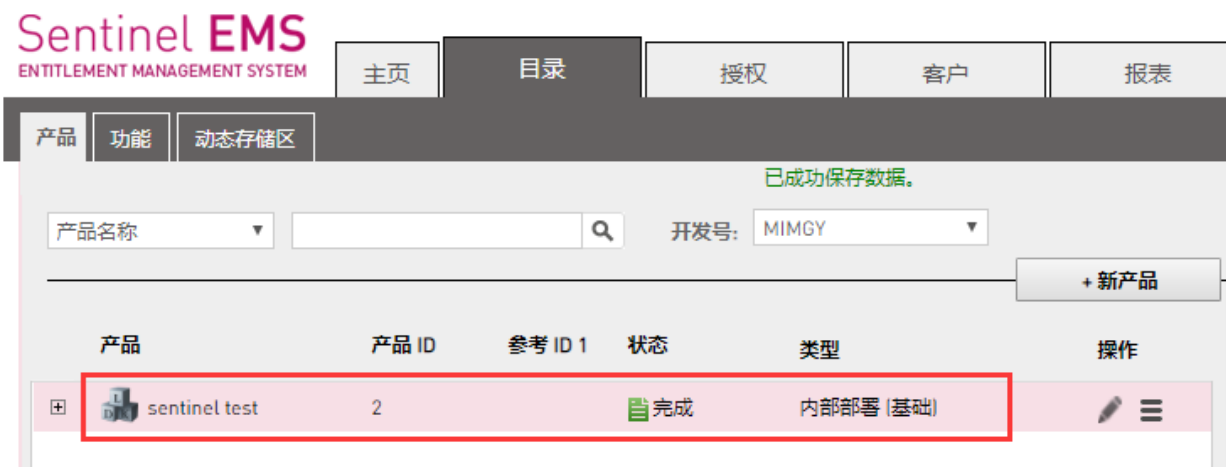 Sentinel EMS
ENTITLEMENT MANAGEMENT SYSTEM
主页 目录 授权 客户 报表
产品 功能 动态存储区
已成功保存数据。
产品名称 开发号: MIMGY
+ 新产品
产品 产品 ID 参考 ID 1 状态 类型 操作
sentinel test 2 完成 内部部署 (基础)